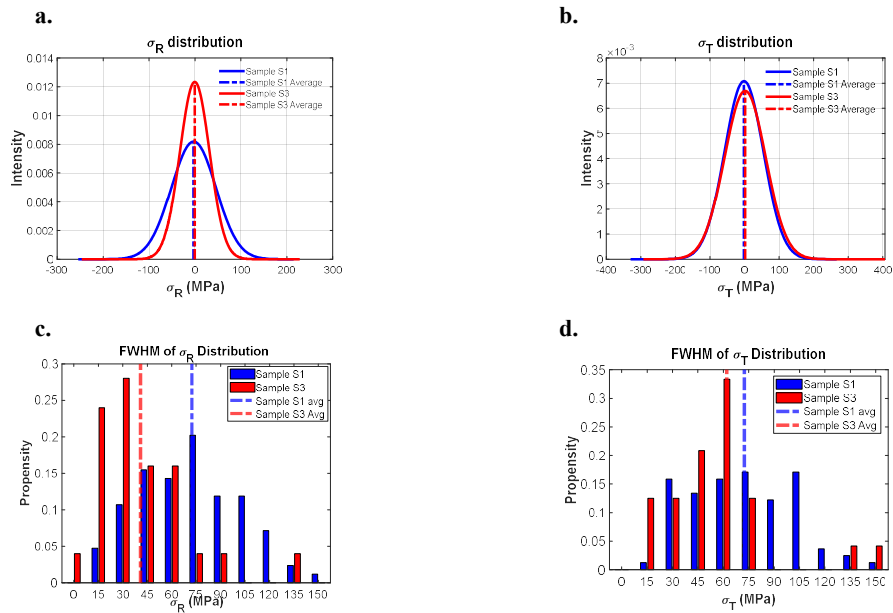 a.
σR distribution
Intensity
0.014
0.012
0.01
0.008
0.006
0.004
0.002
0
-300 -200 -100 0 100 200 300
σR (MPa)
Sample S1
Sample S1 Average
Sample S3
Sample S3 Average
b.
σT distribution
×10-3
Intensity
8
7
6
5
4
3
2
1
0
-400 -300 -200 -100 0 100 200 300 400
σT (MPa)
Sample S1
Sample S1 Average
Sample S3
Sample S3 Average
c.
FWHM of σR Distribution
Propensity
0.3
0.25
0.2
0.15
0.1
0.05
0
0 15 30 45 60 75 90 105 120 135 150
σR (MPa)
Sample S1
Sample S3
Sample S1 avg
Sample S3 Avg
d.
FWHM of σT Distribution
Propensity
0.35
0.3
0.25
0.2
0.15
0.1
0.05
0
0 15 30 45 60 75 90 105 120 135 150
σT (MPa)
Sample S1
Sample S3
Sample S1 avg
Sample S3 Avg